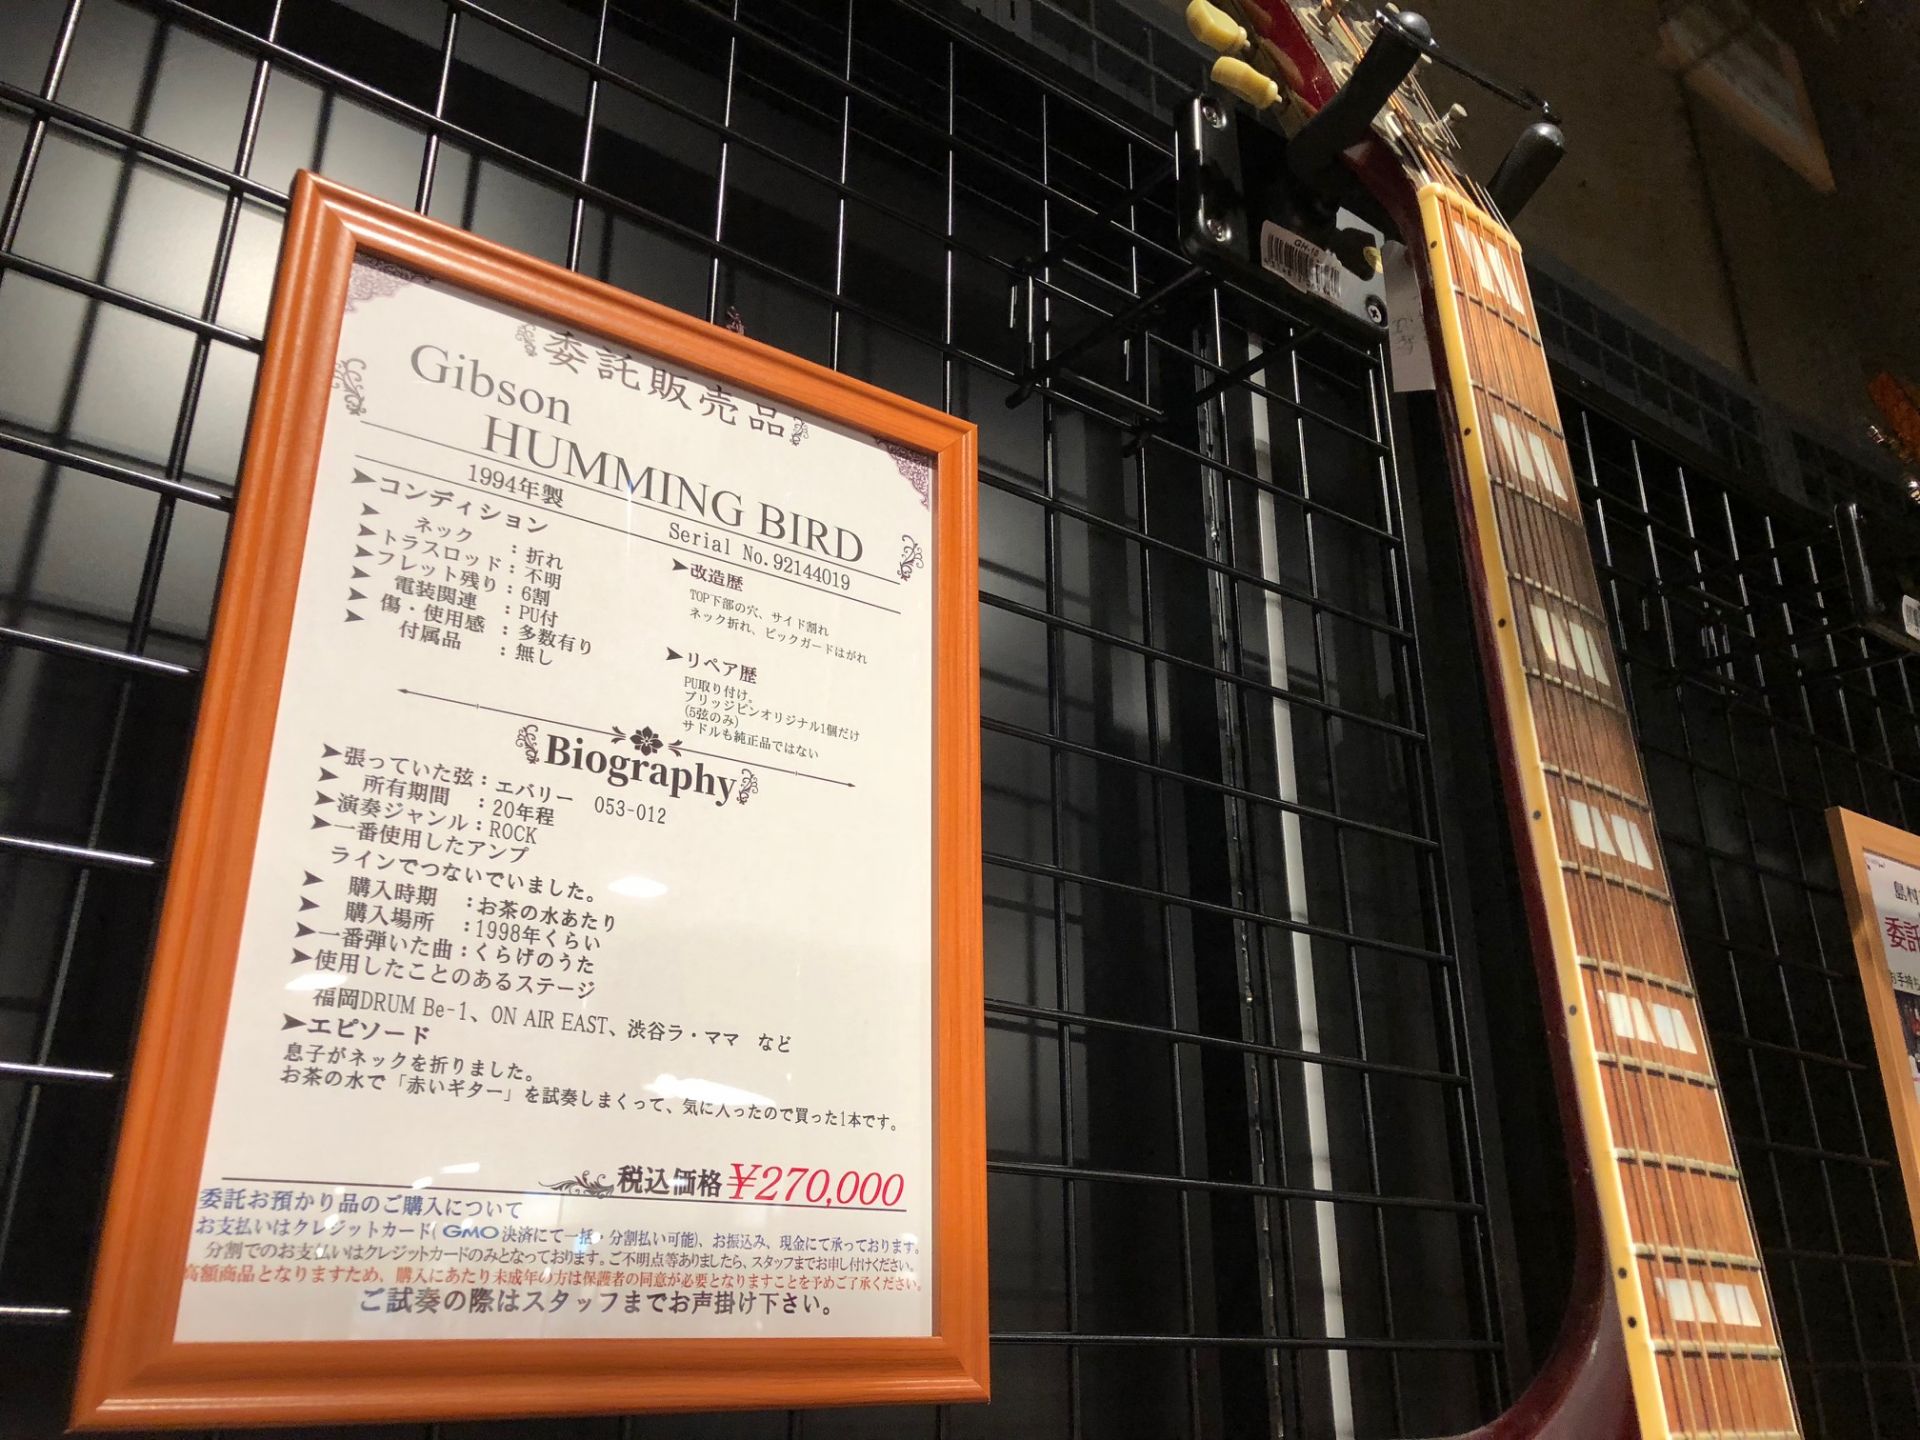 委託販売品
Gibson
HUMMING BIRD
1994年製
Serial No.92144019
➤コンディション
➤ ネック ：折れ
➤トラスロッド：不明
➤フレット残り：6割
➤ 電装関連 ：PU付
➤ 傷・使用感 ：多数有り
➤ 付属品 ：無し
➤改造歴
TOP下部の穴、サイド割れ
ネック折れ、ピックガードはがれ
➤リペア歴
PU取り付け。
ブリッジピンオリジナル1個だけ
(5弦のみ)
サドルも純正品ではない
Biography
➤張っていた弦：エバリー 053-012
➤ 所有期間 ：20年程
➤演奏ジャンル：ROCK
➤一番使用したアンプ
ラインでつないでいました。
➤ 購入時期 ：お茶の水あたり
➤ 購入場所 ：1998年くらい
➤一番弾いた曲：くらげのうた
➤使用したことのあるステージ
福岡DRUM Be-1、ON AIR EAST、渋谷ラ・ママ など
➤エピソード
息子がネックを折りました。
お茶の水で「赤いギター」を試奏しまくって、気に入ったので買った1本です。
税込価格 ¥270,000
委託お預かり品のご購入について
お支払いはクレジットカード(GMO決済にて一括・分割払い可能)、お振込み、現金にて承っております。
分割でのお支払いはクレジットカードのみとなっております。ご不明点等ありましたら、スタッフまでお申し付けください。
高額商品となりますため、購入にあたり未成年の方は保護者の同意が必要となりますことを予めご了承ください。
ご試奏の際はスタッフまでお声掛け下さい。
GH-15
島村
委託
お手持ち